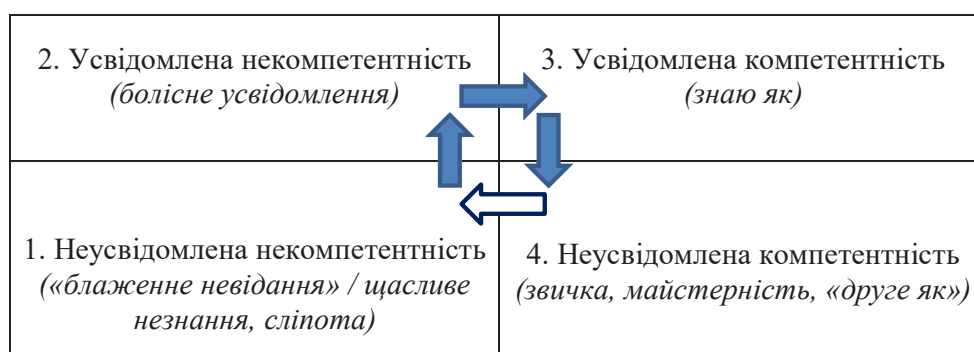 2. Усвідомлена некомпетентність
(болісне усвідомлення)
3. Усвідомлена компетентність
(знаю як)
1. Неусвідомлена некомпетентність
(«блаженне невідання» / щасливе
незнання, сліпота)
4. Неусвідомлена компетентність
(звичка, майстерність, «друге як»)